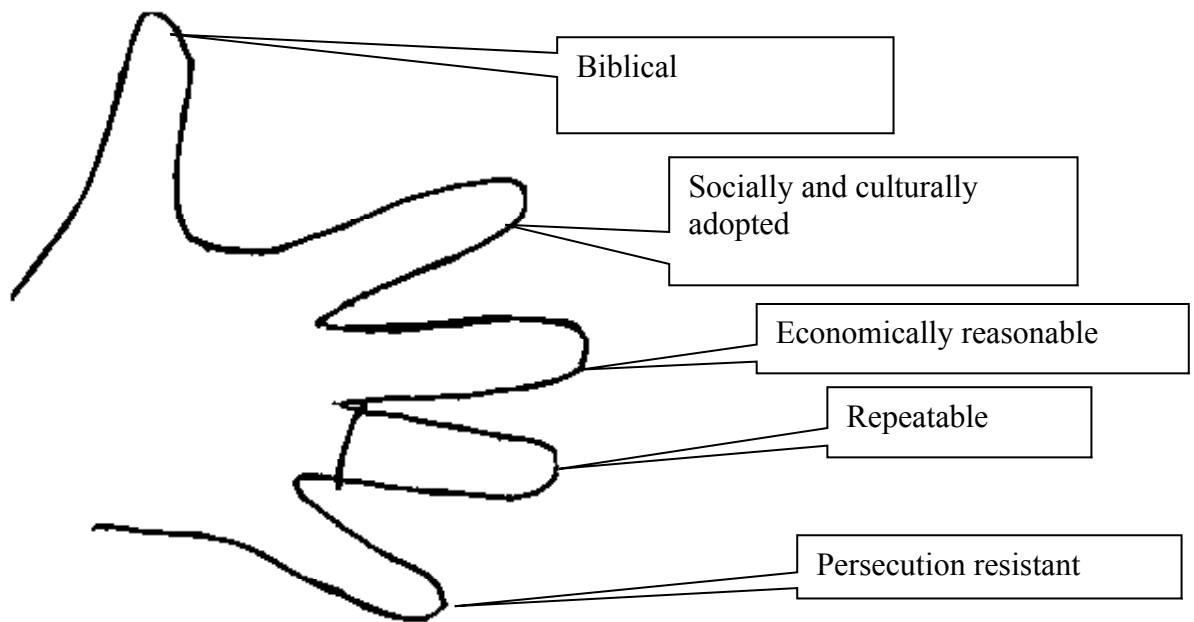 Biblical
Socially and culturally
adopted
Economically reasonable
Repeatable
Persecution resistant